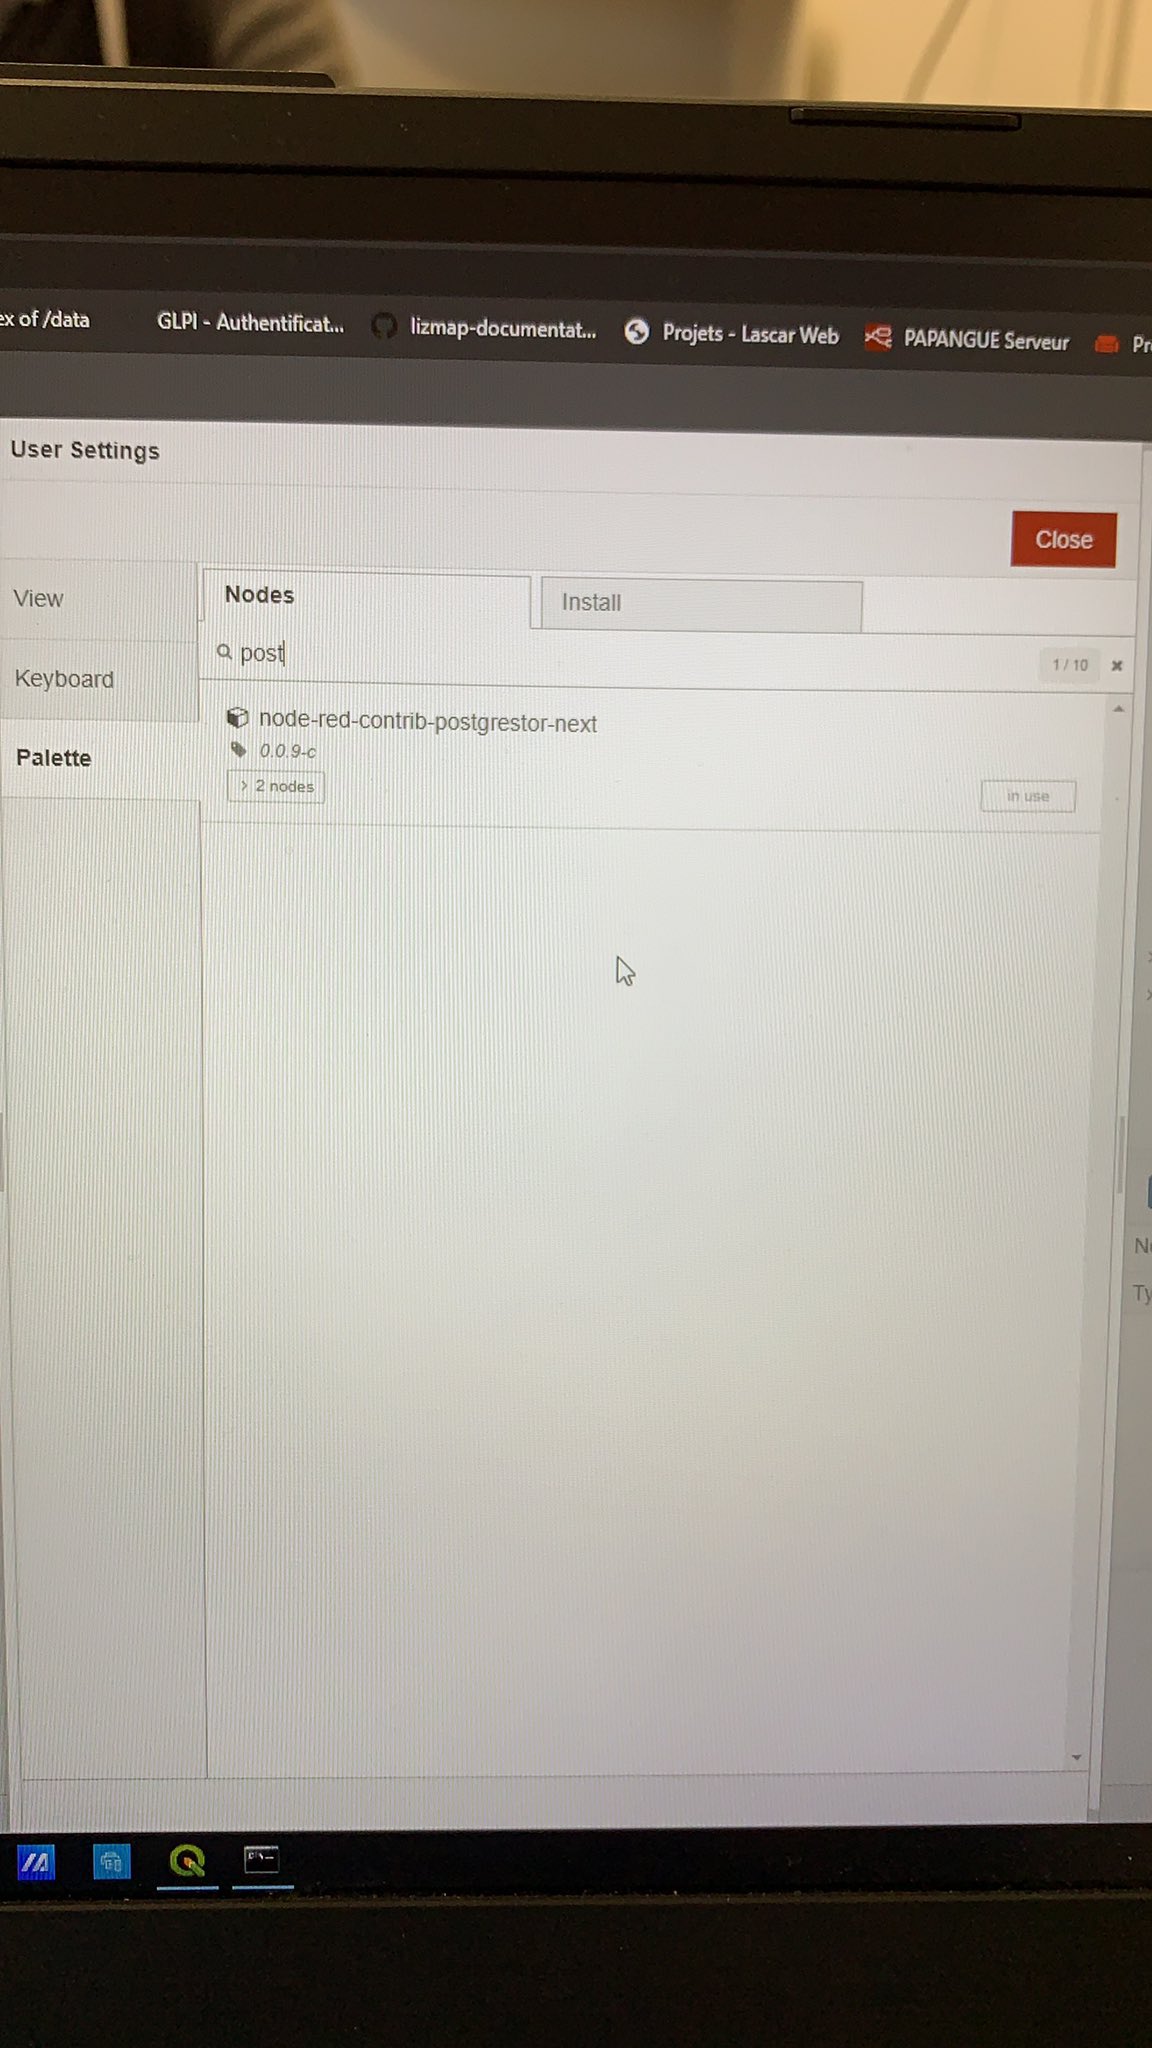 ex of /data
GLPI - Authentificat...
lizmap-documentat...
Projets - Lascar Web
PAPANGUE Serveur
Pr
User Settings
Close
View
Nodes
Install
post
1 / 10
Keyboard
node-red-contrib-postgrestor-next
0.0.9-c
Palette
> 2 nodes
in use
Ty